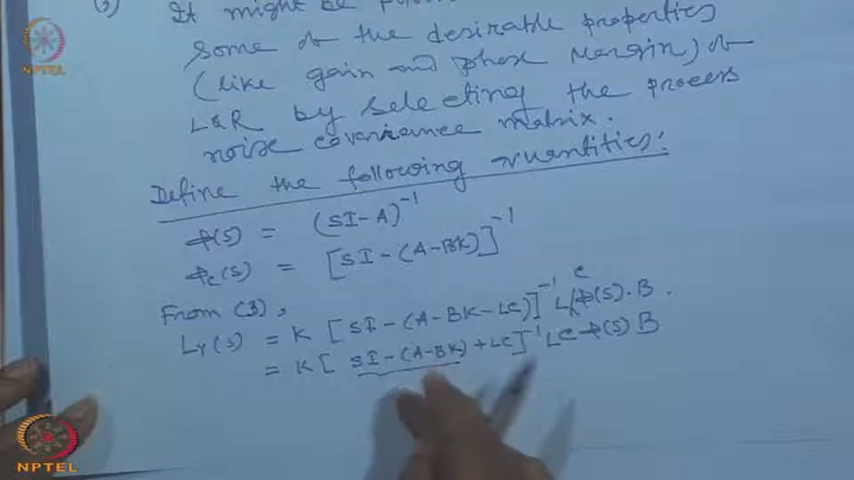 (2) It might be
some of the desirable properties
(like gain and phase Margin) of
LQR by selecting the process
noise covariance matrix.
Define the following quantities:
Φ(s) = (SI-A)^-1
Φc(s) = [SI-(A-BK)]^-1
From (3),
Lr(s) = K [SI-(A-BK-LC)]^-1 L C Φ(s).B.
= K [ SI-(A-BK)+LC]^-1 LC Φ(s) B
NPTEL
NPTEL